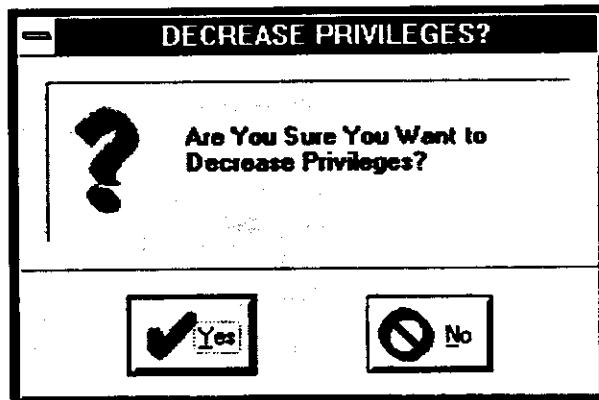 DECREASE PRIVILEGES?
Are You Sure You Want to
Decrease Privileges?
Yes
No